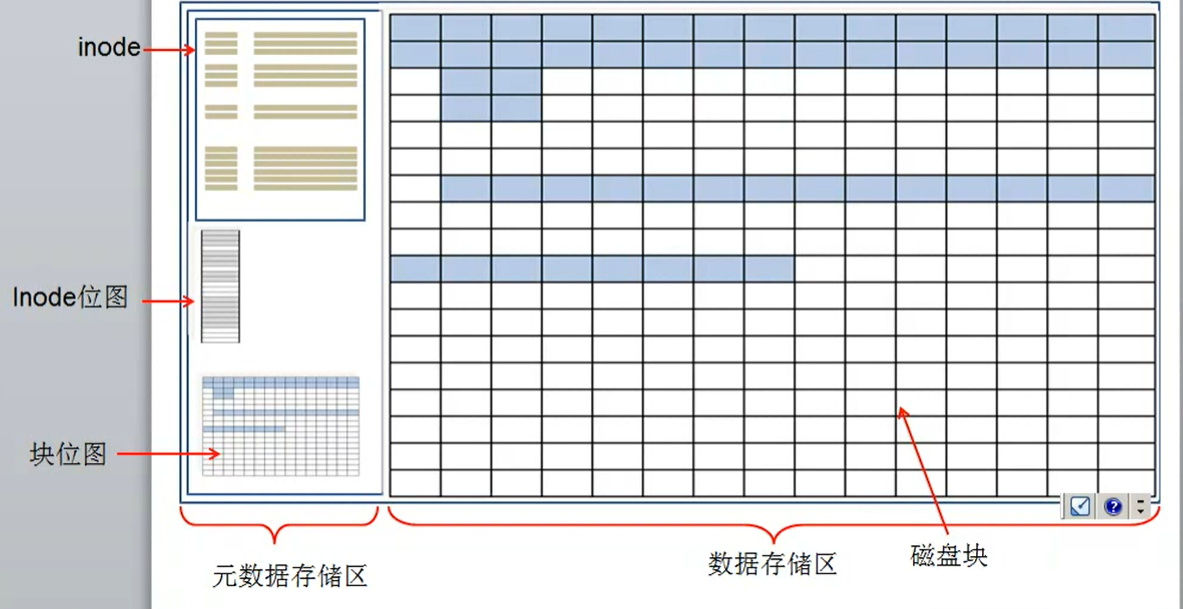 inode
Inode位图
块位图
元数据存储区
数据存储区
磁盘块